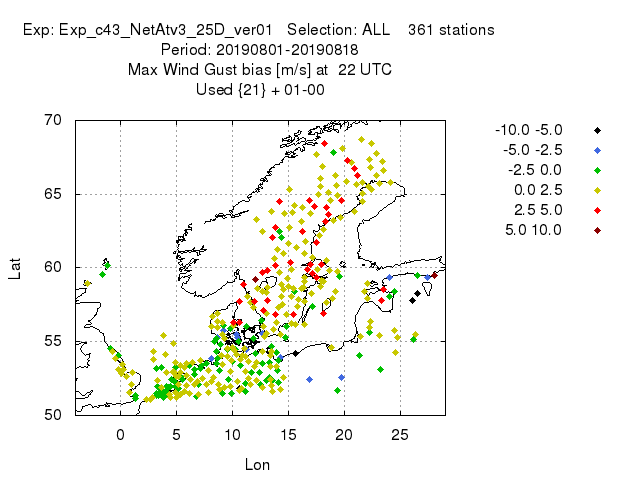 Exp: Exp_c43_NetAtv3_25D_ver01 Selection: ALL 361 stations
Period: 20190801-20190818
Max Wind Gust bias [m/s] at 22 UTC
Used {21} + 01-00
-10.0 -5.0
-5.0 -2.5
-2.5 0.0
0.0 2.5
2.5 5.0
5.0 10.0
70
65
60
55
50
Lat
0 5 10 15 20 25
Lon